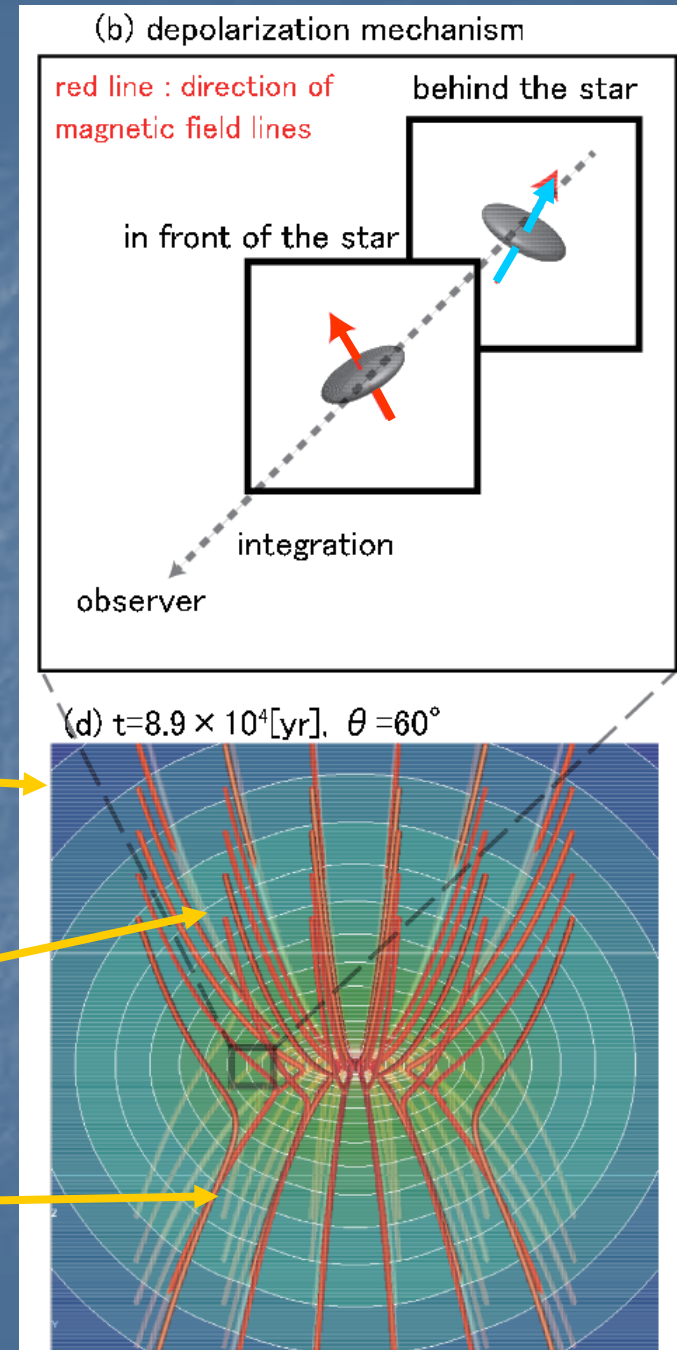 (b) depolarization mechanism
red line : direction of
magnetic field lines
behind the star
in front of the star
integration
observer
(d) t=8.9 × 10⁴[yr], θ=60°
Z
Y